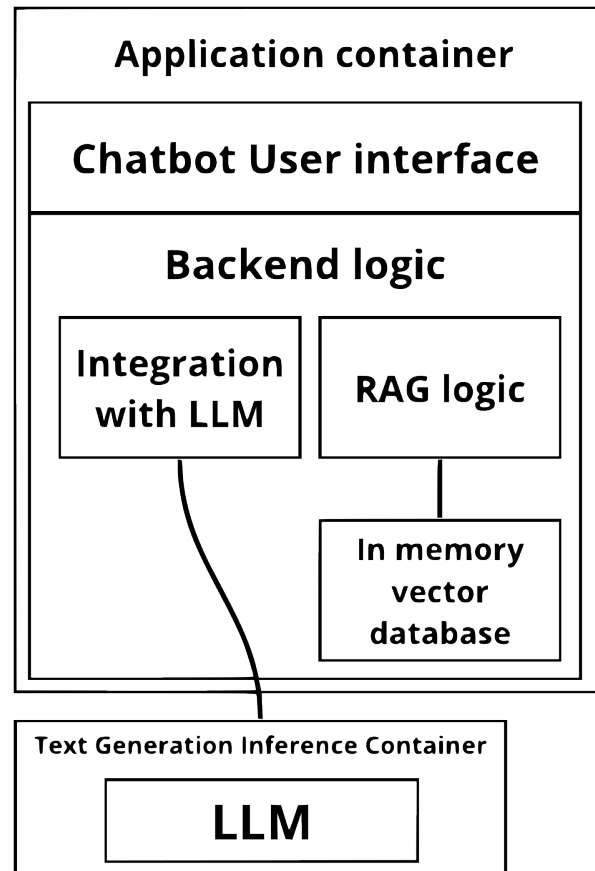 Application container
Chatbot User interface
Backend logic
Integration
with LLM
RAG logic
In memory
vector
database
Text Generation Inference Container
LLM